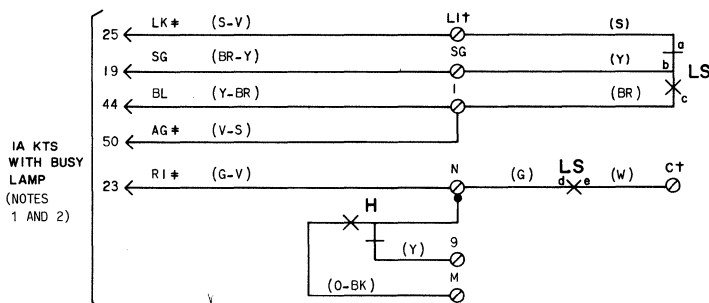 25 LK‡ (S-V) L1† (S) a
19 SG (BR-Y) SG (Y) b LS
44 BL (Y-BR) I (BR) c
50 AG‡ (V-S)
IA KTS WITH BUSY LAMP (NOTES 1 AND 2)
23 RI‡ (G-V) N (G) LS d e (W) C†
H
(Y) 9
(O-BK) M